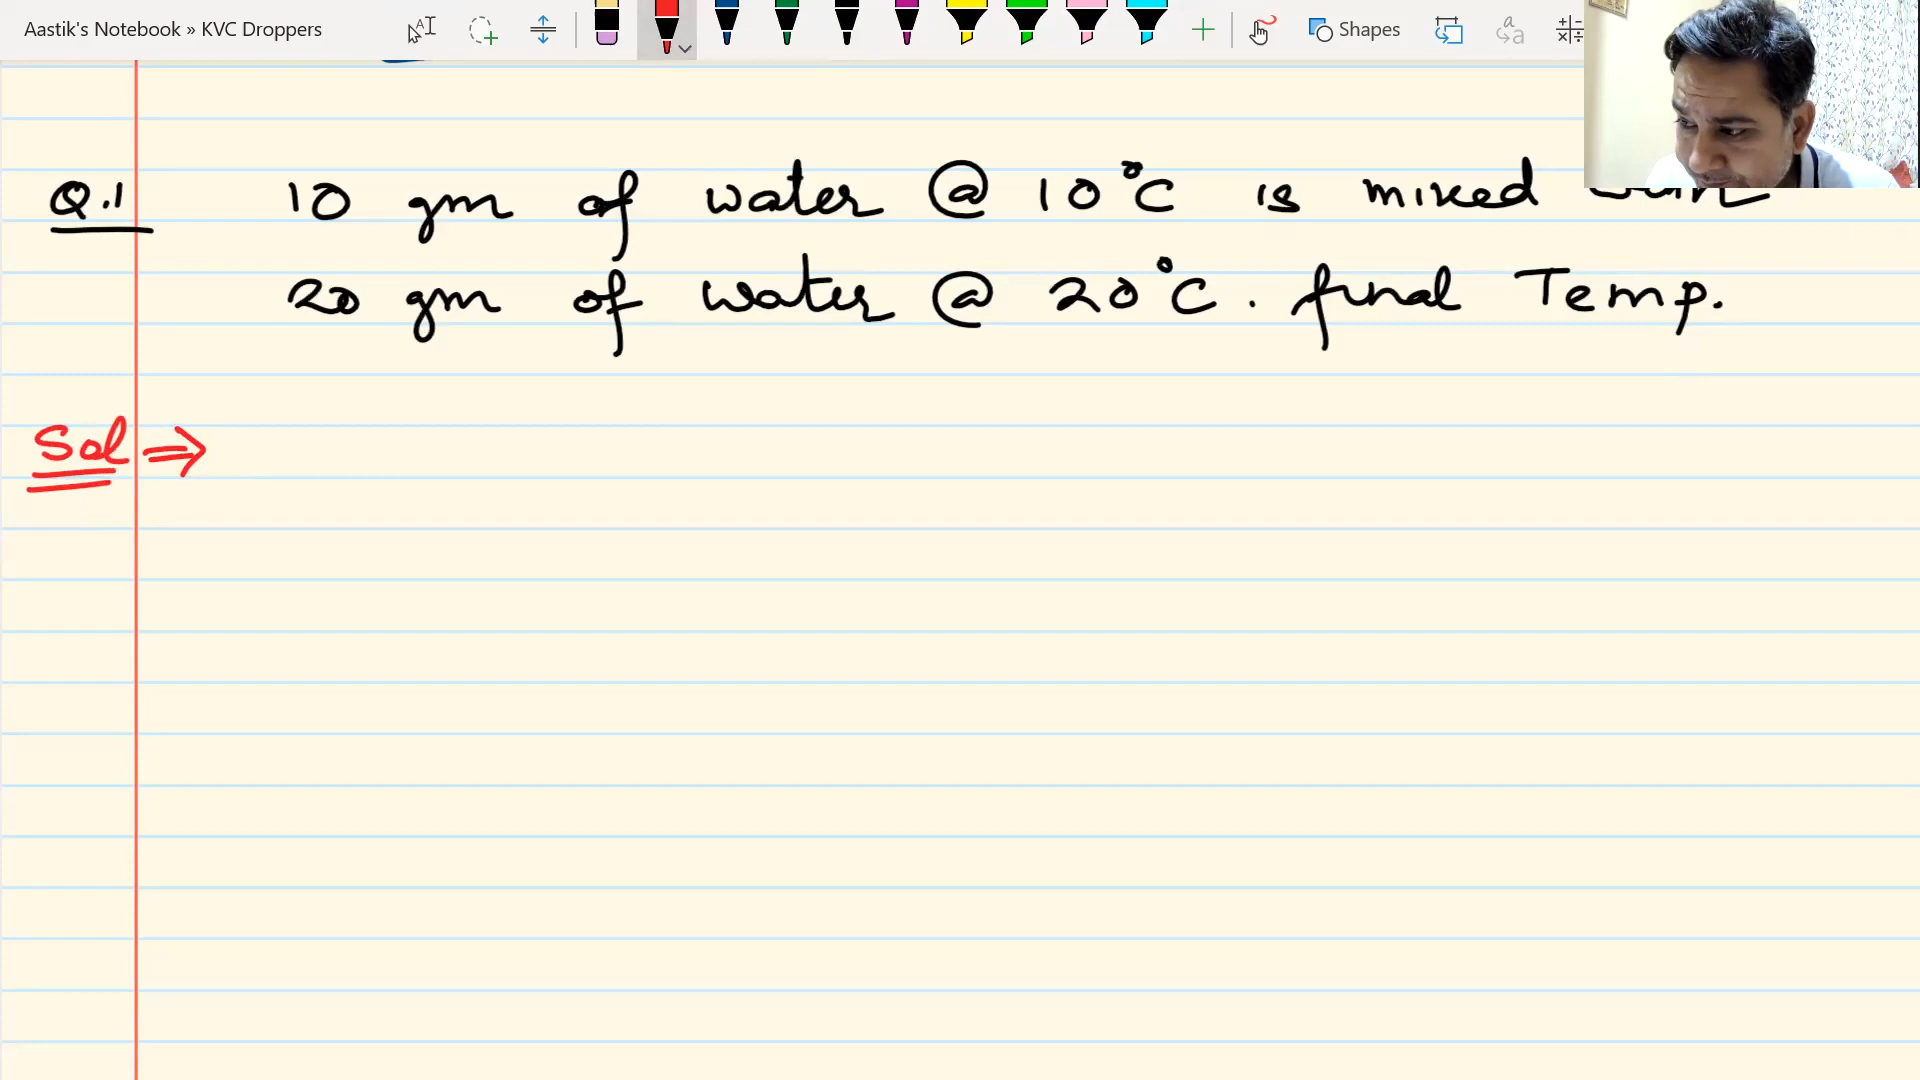 Aastik's Notebook » KVC Droppers
Shapes
Q.1 10 gm of water @ 10°C is mixed
20 gm of water @ 20°C. final Temp.
Sol ⇒